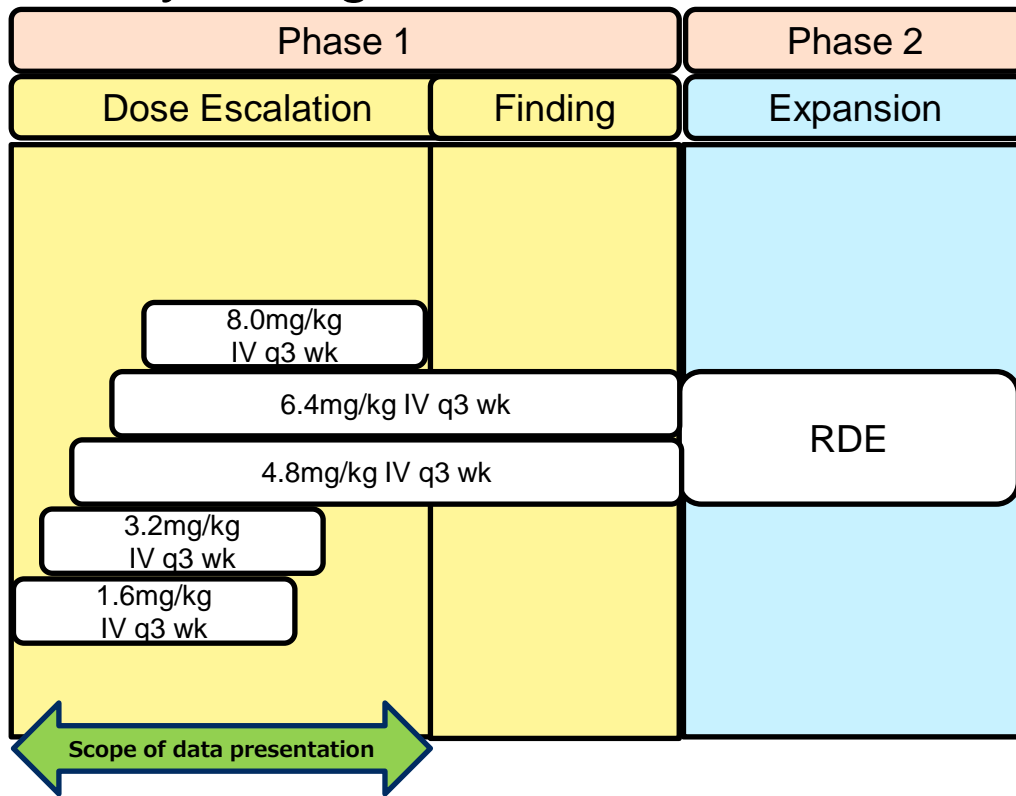 Phase 1
Phase 2
Dose Escalation
Finding
Expansion
8.0mg/kg
IV q3 wk
6.4mg/kg IV q3 wk
RDE
4.8mg/kg IV q3 wk
3.2mg/kg
IV q3 wk
1.6mg/kg
IV q3 wk
Scope of data presentation